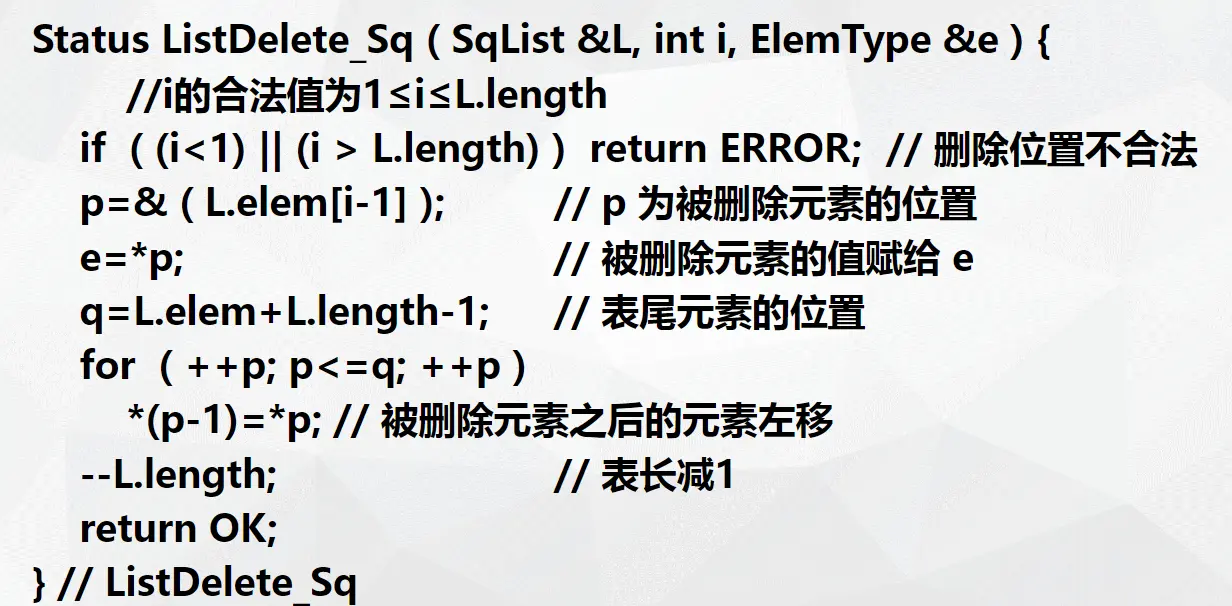 Status ListDelete_Sq ( SqList &L, int i, ElemType &e ) {
//i的合法值为1≤i≤L.length
if ( (i<1) || (i > L.length) ) return ERROR; // 删除位置不合法
p=& ( L.elem[i-1] ); // p 为被删除元素的位置
e=*p; // 被删除元素的值赋给 e
q=L.elem+L.length-1; // 表尾元素的位置
for ( ++p; p<=q; ++p )
*(p-1)=*p; // 被删除元素之后的元素左移
--L.length; // 表长减1
return OK;
} // ListDelete_Sq